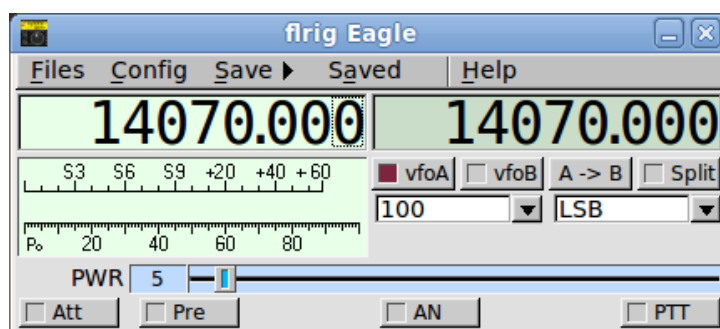 flrig Eagle
Files Config Save Saved Help
14070.000 14070.000
S3 S6 S9 +20 +40 +60
vfoA vfoB A -> B Split
100 LSB
Po 20 40 60 80
PWR 5
Att Pre AN PTT